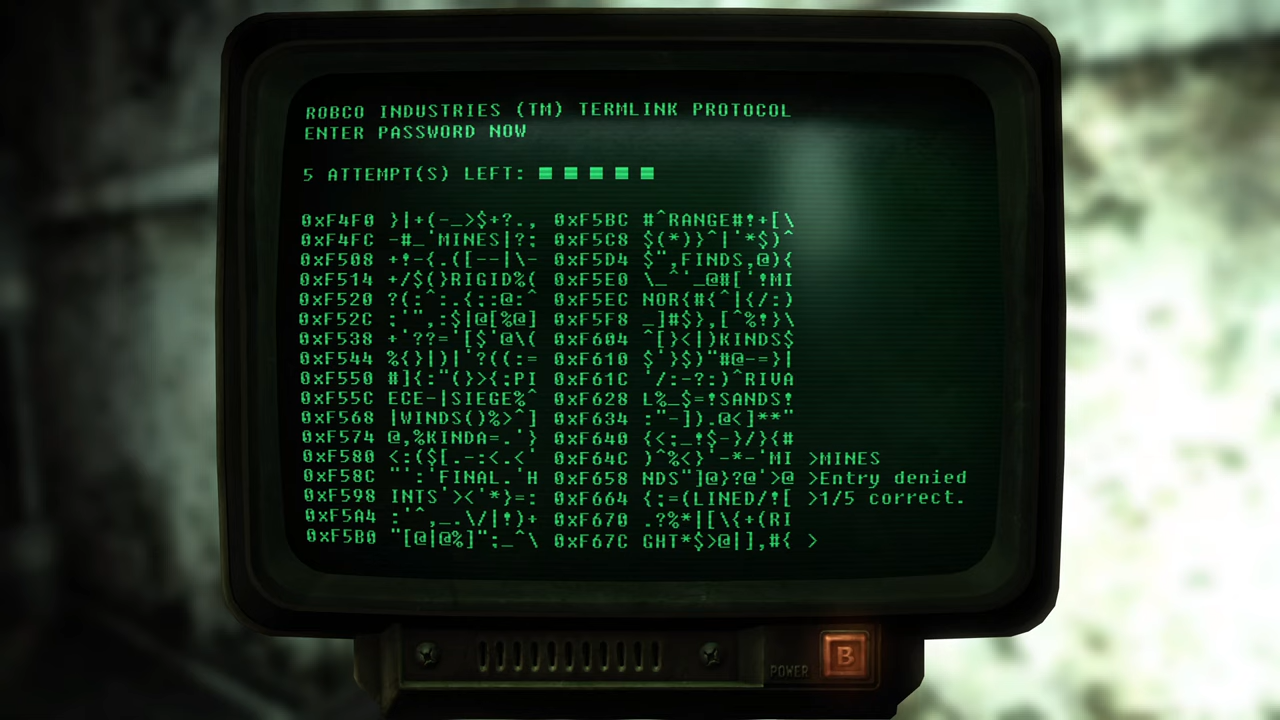 ROBCO INDUSTRIES (TM) TERMLINK PROTOCOL
ENTER PASSWORD NOW
5 ATTEMPT(S) LEFT: ■ ■ ■ ■ ■
0xF4F0 }|+(-_>$+?., 0xF5BC #^RANGE#!+[\
0xF4FC -#_'MINES|?; 0xF5C8 $(*)}^|'*$)^
0xF508 +!-{.([--|\- 0xF5D4 $",FINDS,@){
0xF514 +/$(}RIGID%( 0xF5E0 \_^'_@#['!MI
0xF520 ?(:^:.{;:@:^ 0xF5EC NOR{#{^|{/:)
0xF52C ;'",:$|@[%@] 0xF5F8 _]#$},[^%!}\
0xF538 +'??='[$'@\( 0xF604 ^[}<|)KINDS$
0xF544 %{}|)|'?((:= 0xF610 $'}$)"#@-=}|
0xF550 #]{:"(}>{;PI 0xF61C '/:-?:)^RIVA
0xF55C ECE-|SIEGE%^ 0xF628 L%_$=!SANDS!
0xF568 |WINDS()%>^] 0xF634 :"-]).@<]**"
0xF574 @,%KINDA=.'} 0xF640 {<;_!$-}/}{#
0xF580 <:($[.-:<.<' 0xF64C )^%<}'-*-'MI >MINES
0xF58C "':'FINAL.'H 0xF658 NDS"]@}?@'>@ >Entry denied
0xF598 INTS'><'*}=: 0xF664 {;=(LINED/![ >1/5 correct.
0xF5A4 :'^,_.\/|!)+ 0xF670 .?%*|[\{+(RI
0xF5B0 "[@|@%]";_^\ 0xF67C GHT*$>@|],#{ >
POWER
B